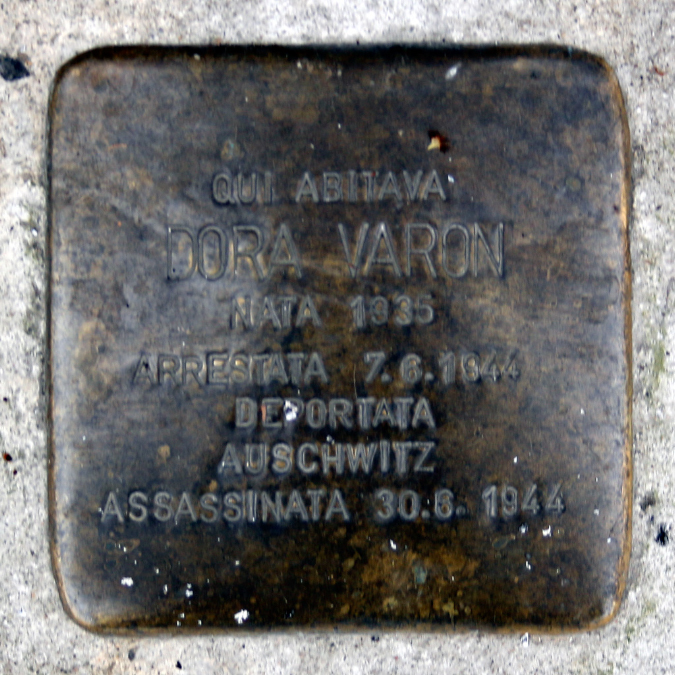 QUI ABITAVA
DORA VARON
NATA 1935
ARRESTATA 7.6.1944
DEPORTATA
AUSCHWITZ
ASSASSINATA 30.6.1944